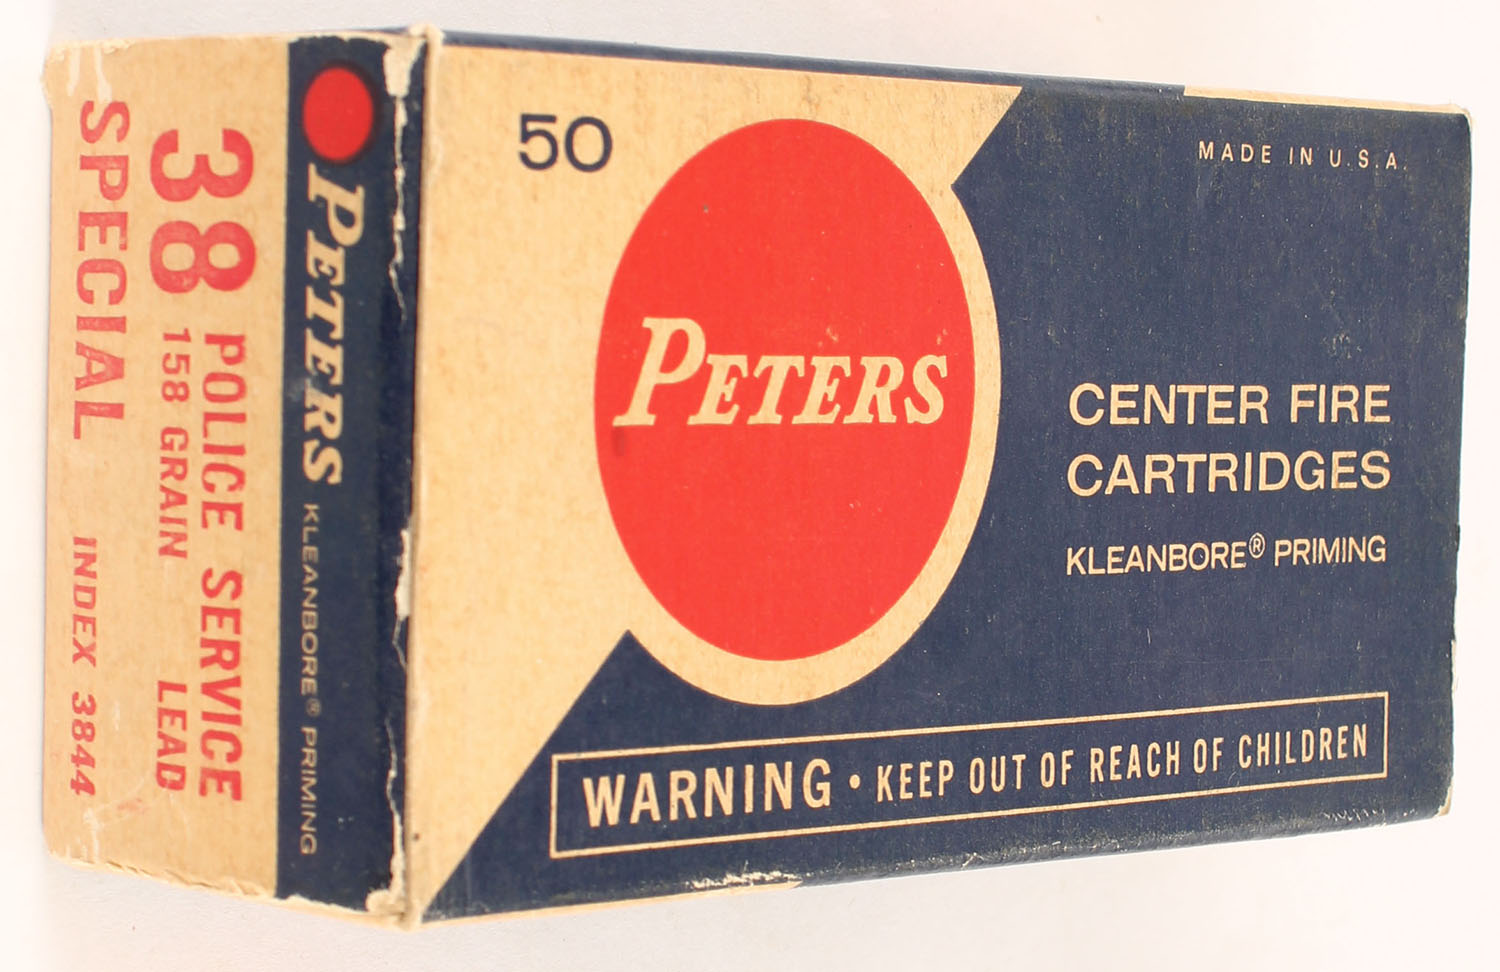 50
MADE IN U.S.A.
PETERS
CENTER FIRE
CARTRIDGES
KLEANBORE® PRIMING
WARNING • KEEP OUT OF REACH OF CHILDREN
PETERS KLEANBORE® PRIMING
38 POLICE SERVICE
158 GRAIN LEAD
SPECIAL INDEX 3844